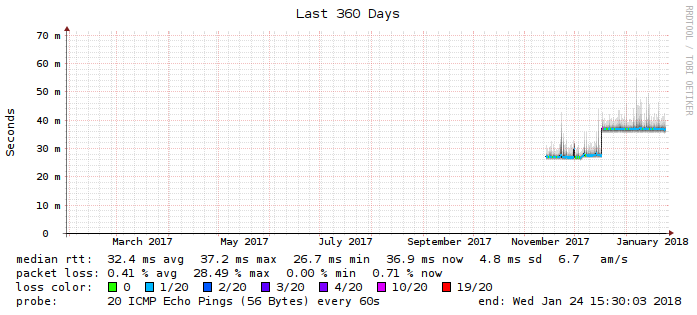 Last 360 Days
RRDTOOL / TOBI OETIKER
Seconds
70 m
60 m
50 m
40 m
30 m
20 m
10 m
0
March 2017 May 2017 July 2017 September 2017 November 2017 January 2018
median rtt: 32.4 ms avg 37.2 ms max 26.7 ms min 36.9 ms now 4.8 ms sd 6.7 am/s
packet loss: 0.41 % avg 28.49 % max 0.00 % min 0.71 % now
loss color: 0 1/20 2/20 3/20 4/20 10/20 19/20
probe: 20 ICMP Echo Pings (56 Bytes) every 60s end: Wed Jan 24 15:30:03 2018